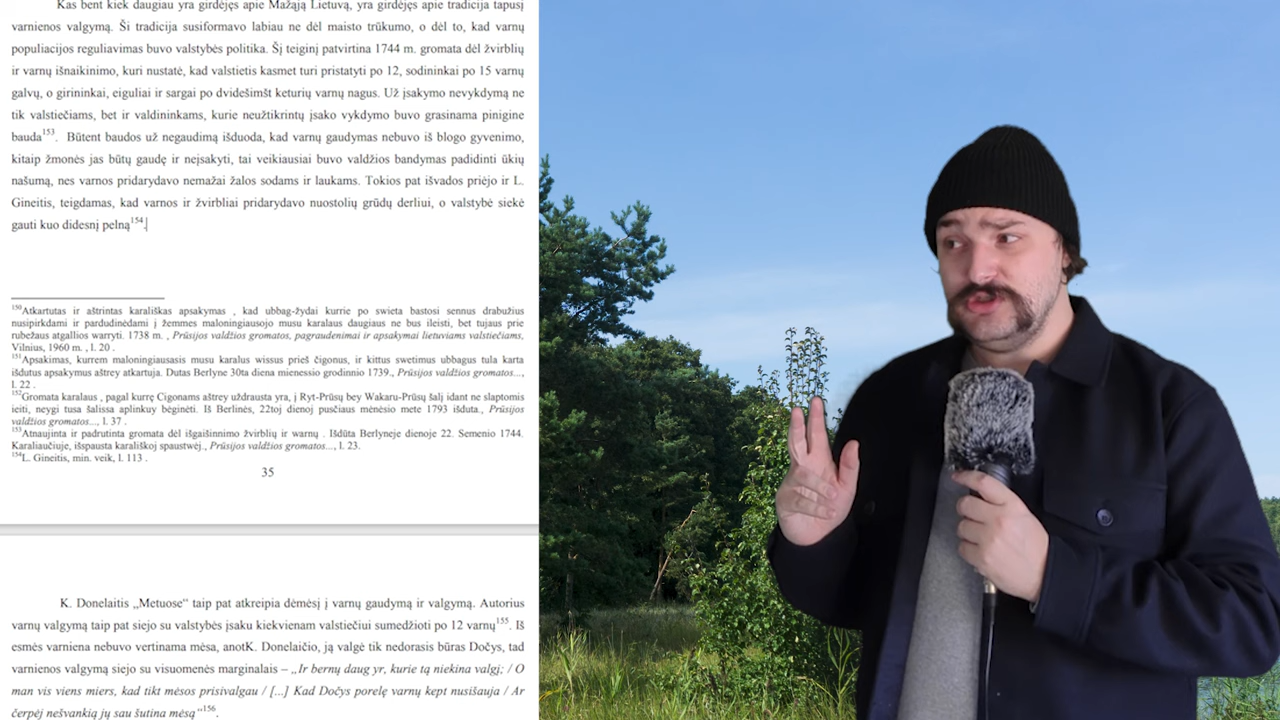 Kas bent kiek daugiau yra girdėjęs apie Mažąją Lietuvą, yra girdėjęs apie tradicija tapusį
varnienos valgymą. Ši tradicija susiformavo labiau ne dėl maisto trūkumo, o dėl to, kad varnų
populiacijos reguliavimas buvo valstybės politika. Šį teiginį patvirtina 1744 m. gromata dėl žvirblių
ir varnų išnaikinimo, kuri nustatė, kad valstietis kasmet turi pristatyti po 12, sodininkai po 15 varnų
galvų, o girininkai, eiguliai ir sargai po dvidešimšt keturių varnų nagus. Už įsakymo nevykdymą ne
tik valstiečiams, bet ir valdininkams, kurie neužtikrintų įsako vykdymo buvo grasinama pinigine
bauda153. Būtent baudos už negaudimą išduoda, kad varnų gaudymas nebuvo iš blogo gyvenimo,
kitaip žmonės jas būtų gaudę ir neįsakyti, tai veikiausiai buvo valdžios bandymas padidinti ūkių
našumą, nes varnos pridarydavo nemažai žalos sodams ir laukams. Tokios pat išvados priėjo ir L.
Gineitis, teigdamas, kad varnos ir žvirbliai pridarydavo nuostolių grūdų derliui, o valstybė siekė
gauti kuo didesnį pelną154.
150Atkartutas ir aštrintas karališkas apsakymas , kad ubbag-žydai kurrie po swieta bastosi sennus drabužius
nusipirkdami ir pardudinėdami į žemmes maloningiausojo musu karalaus daugiaus ne bus ileisti, bet tujaus prie
rubežaus atgallios warryti. 1738 m. , Prūsijos valdžios gromatos, pagraudenimai ir apsakymai lietuviams valstiečiams,
Vilnius, 1960 m. , l. 20 .
151Apsakimas, kurrem maloningiausasis musu karalus wissus prieš čigonus, ir kittus swetimus ubbagus tula karta
išdutus apsakymus aštrey atkartuja. Dutas Berlyne 30ta diena mienessio grodinnio 1739., Prūsijos valdžios gromatos...,
l. 22 .
152Gromata karalaus , pagal kurrę Cigonams aštrey uždrausta yra, į Ryt-Prūsų bey Wakaru-Prūsų šalį idant ne slaptomis
ieiti, neygi tusa šalissa aplinkuy bėginėti. Iš Berlinės, 22toj dienoj pusčiaus mėnėsio mete 1793 išduta., Prūsijos
valdžios gromatos..., l. 37 .
153Atnaujinta ir padrutinta gromata dėl išgaišinnimo žvirblių ir warnų . Išdūta Berlyneje dienoje 22. Semenio 1744.
Karaliaučiuje, išspausta karališkoj spaustwėj., Prūsijos valdžios gromatos..., l. 23.
154L. Gineitis, min. veik, l. 113 .
35
K. Donelaitis „Metuose“ taip pat atkreipia dėmėsį į varnų gaudymą ir valgymą. Autorius
varnų valgymą taip pat siejo su valstybės įsaku kiekvienam valstiečiui sumedžioti po 12 varnų155. Iš
esmės varniena nebuvo vertinama mėsa, anotK. Donelaičio, ją valgė tik nedorasis būras Dočys, tad
varnienos valgymą siejo su visuomenės marginalais – „Ir bernų daug yr, kurie tą niekina valgį; / O
man vis viens miers, kad tikt mėsos prisivalgau / [...] Kad Dočys porelę varnų kept nusišauja / Ar
čerpėj nešvankią jų sau šutina mėsą“156.